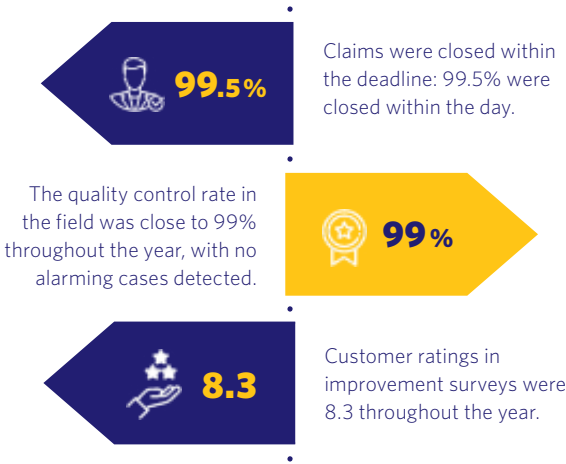 99.5%
Claims were closed within
the deadline: 99.5% were
closed within the day.
The quality control rate in
the field was close to 99%
throughout the year, with no
alarming cases detected.
99%
8.3
Customer ratings in
improvement surveys were
8.3 throughout the year.